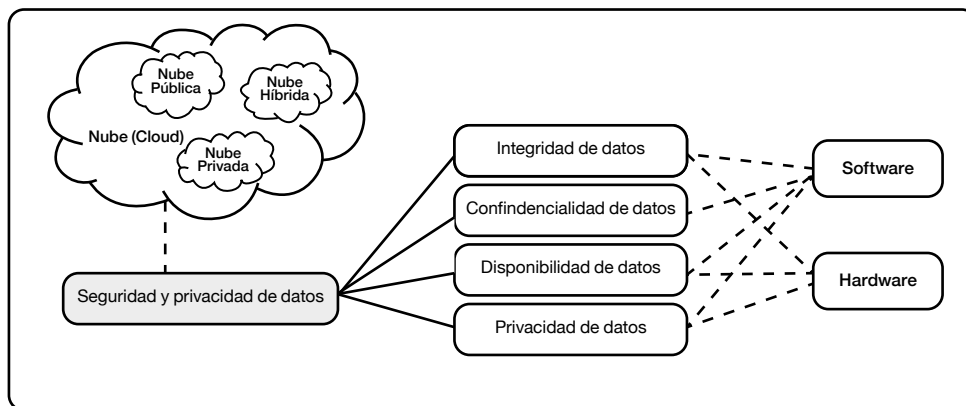 Nube
Pública
Nube
Híbrida
Nube (Cloud)
Nube
Privada
Seguridad y privacidad de datos
Integridad de datos
Confindencialidad de datos
Disponibilidad de datos
Privacidad de datos
Software
Hardware